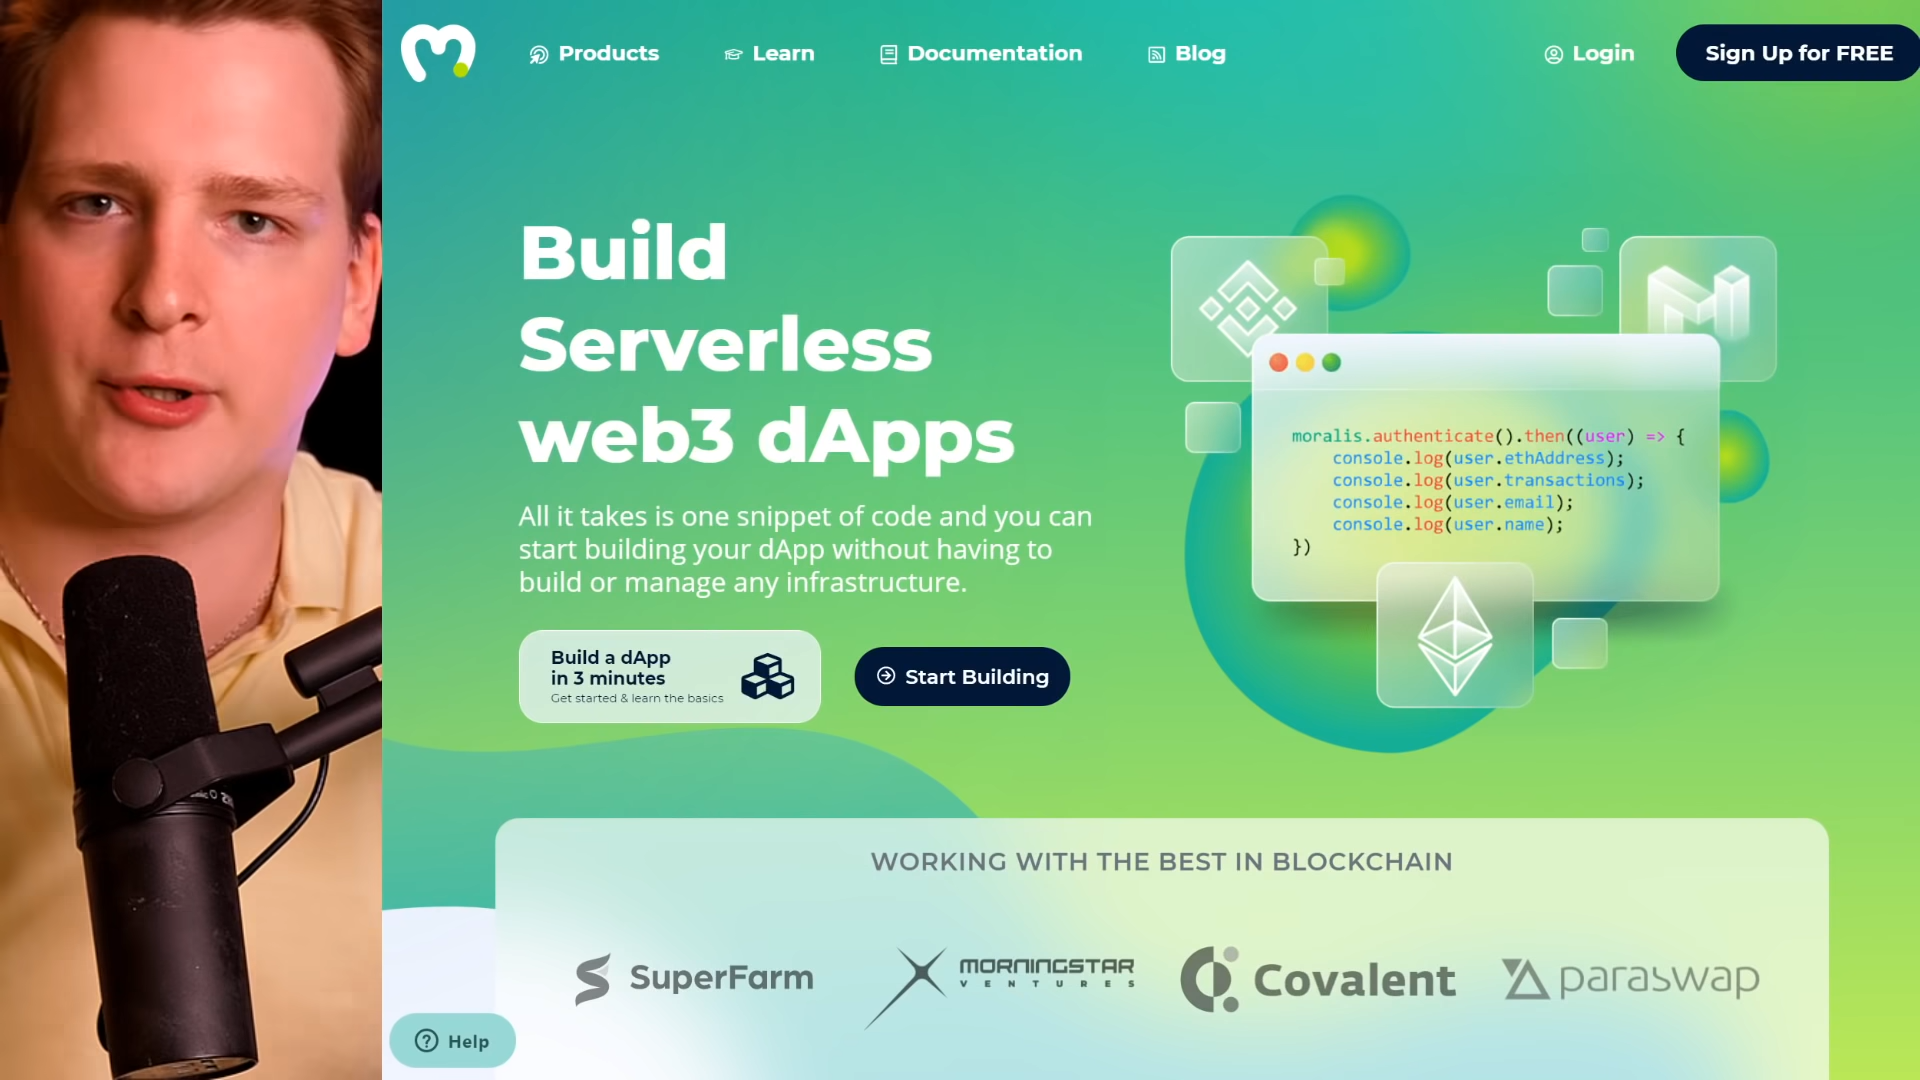 Products
Learn
Documentation
Blog
Login
Sign Up for FREE
Build
Serverless
web3 dApps
All it takes is one snippet of code and you can
start building your dApp without having to
build or manage any infrastructure.
Build a dApp
in 3 minutes
Get started & learn the basics
Start Building
moralis.authenticate().then((user) => {
console.log(user.ethAddress);
console.log(user.transactions);
console.log(user.email);
console.log(user.name);
})
WORKING WITH THE BEST IN BLOCKCHAIN
SuperFarm
MORNINGSTAR
VENTURES
Covalent
paraswap
Help